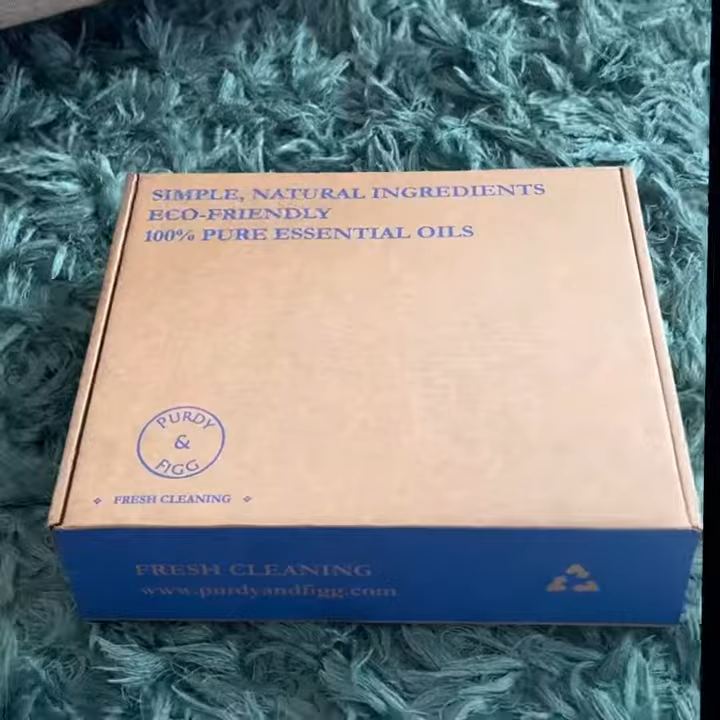 SIMPLE, NATURAL INGREDIENTS
ECO-FRIENDLY
100% PURE ESSENTIAL OILS
PURDY
&
FIGG
FRESH CLEANING
FRESH CLEANING
www.purdyandfigg.com